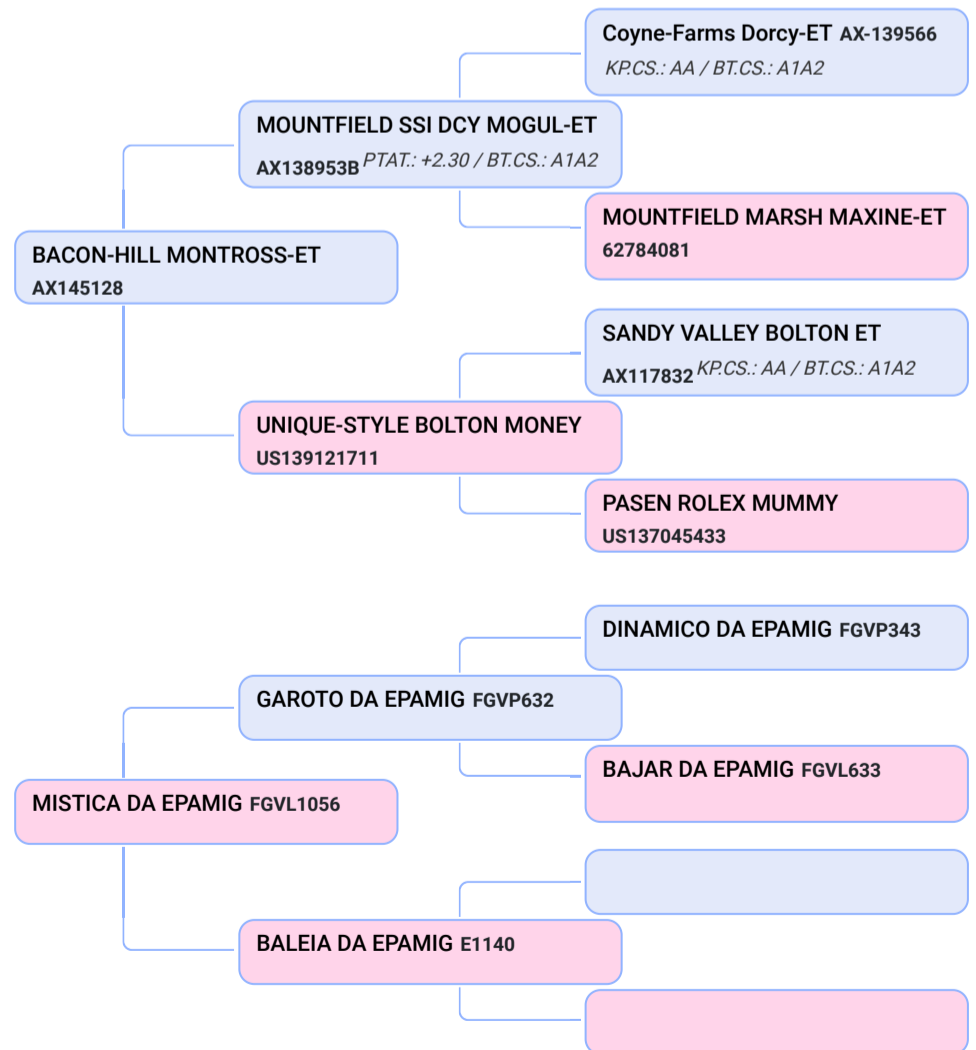 Coyne-Farms Dorcy-ET AX-139566
KP.CS.: AA / BT.CS.: A1A2
MOUNTFIELD SSI DCY MOGUL-ET
AX138953B PTAT.: +2.30 / BT.CS.: A1A2
MOUNTFIELD MARSH MAXINE-ET
62784081
BACON-HILL MONTROSS-ET
AX145128
SANDY VALLEY BOLTON ET
AX117832 KP.CS.: AA / BT.CS.: A1A2
UNIQUE-STYLE BOLTON MONEY
US139121711
PASEN ROLEX MUMMY
US137045433
DINAMICO DA EPAMIG FGVP343
GAROTO DA EPAMIG FGVP632
BAJAR DA EPAMIG FGVL633
MISTICA DA EPAMIG FGVL1056
BALEIA DA EPAMIG E1140